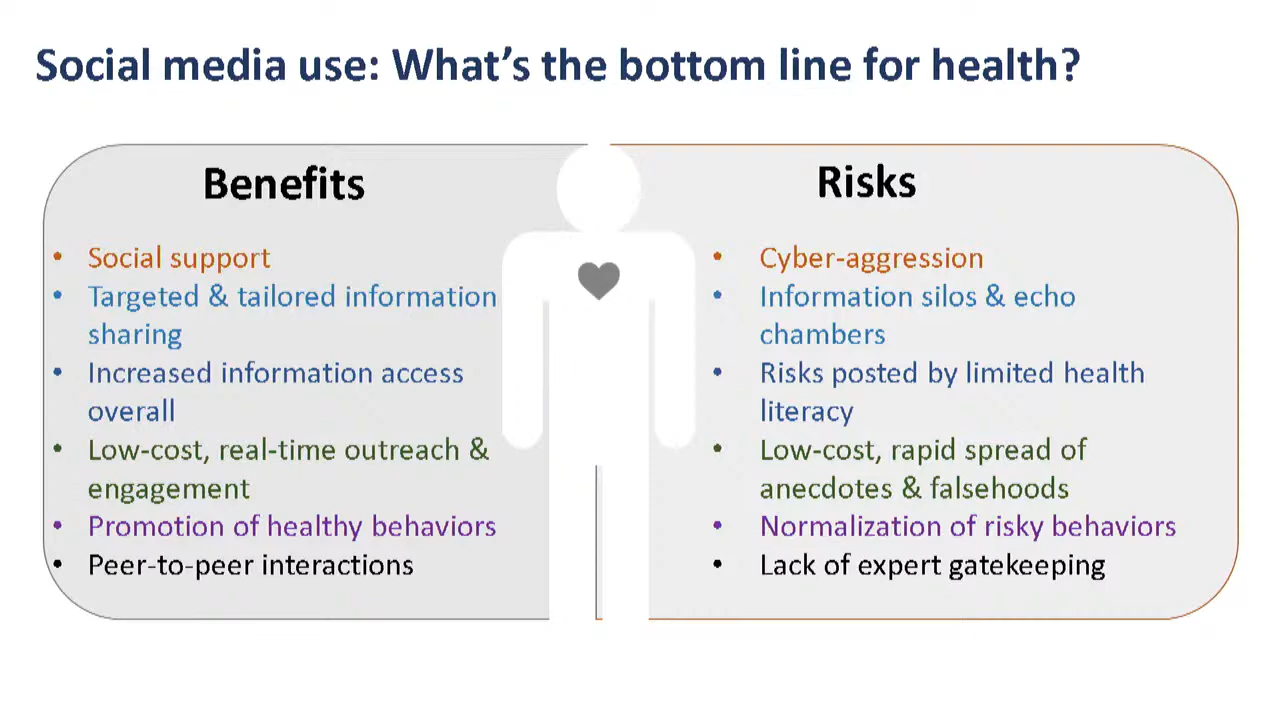 Social media use: What's the bottom line for health?
Benefits
• Social support
• Targeted & tailored information
sharing
• Increased information access
overall
• Low-cost, real-time outreach &
engagement
• Promotion of healthy behaviors
• Peer-to-peer interactions
Risks
• Cyber-aggression
• Information silos & echo
chambers
• Risks posted by limited health
literacy
• Low-cost, rapid spread of
anecdotes & falsehoods
• Normalization of risky behaviors
• Lack of expert gatekeeping